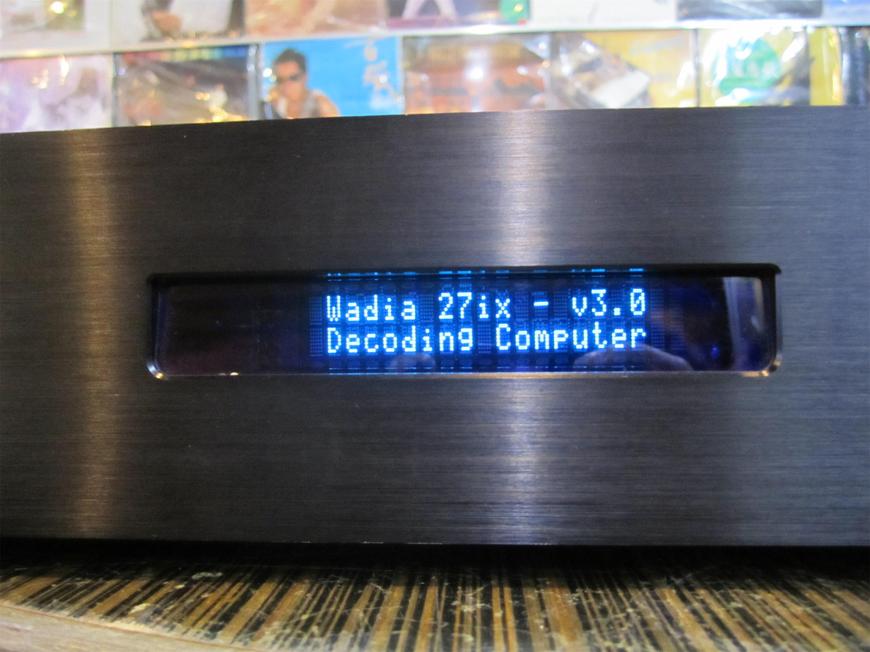 Wadia 27ix - v3.0
Decoding Computer